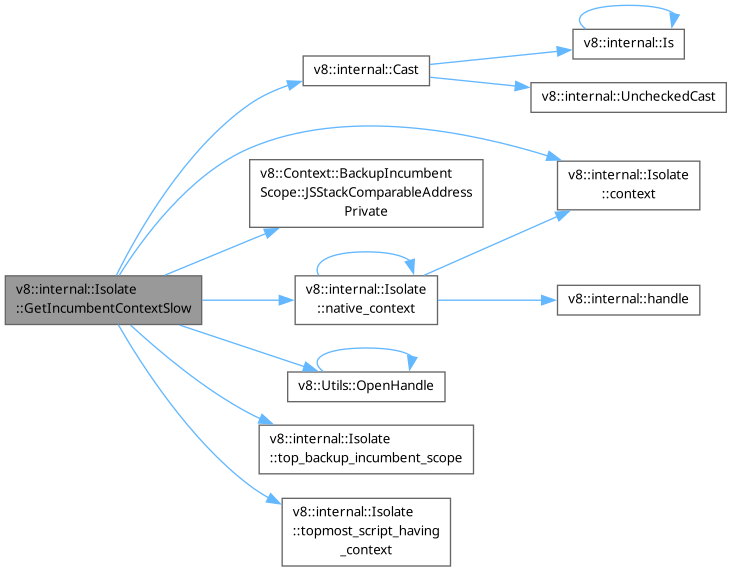 v8::internal::Is
v8::internal::Cast
v8::internal::UncheckedCast
v8::Context::BackupIncumbent
Scope::JSStackComparableAddress
Private
v8::internal::Isolate
::context
v8::internal::Isolate
::GetIncumbentContextSlow
v8::internal::Isolate
::native_context
v8::internal::handle
v8::Utils::OpenHandle
v8::internal::Isolate
::top_backup_incumbent_scope
v8::internal::Isolate
::topmost_script_having
_context